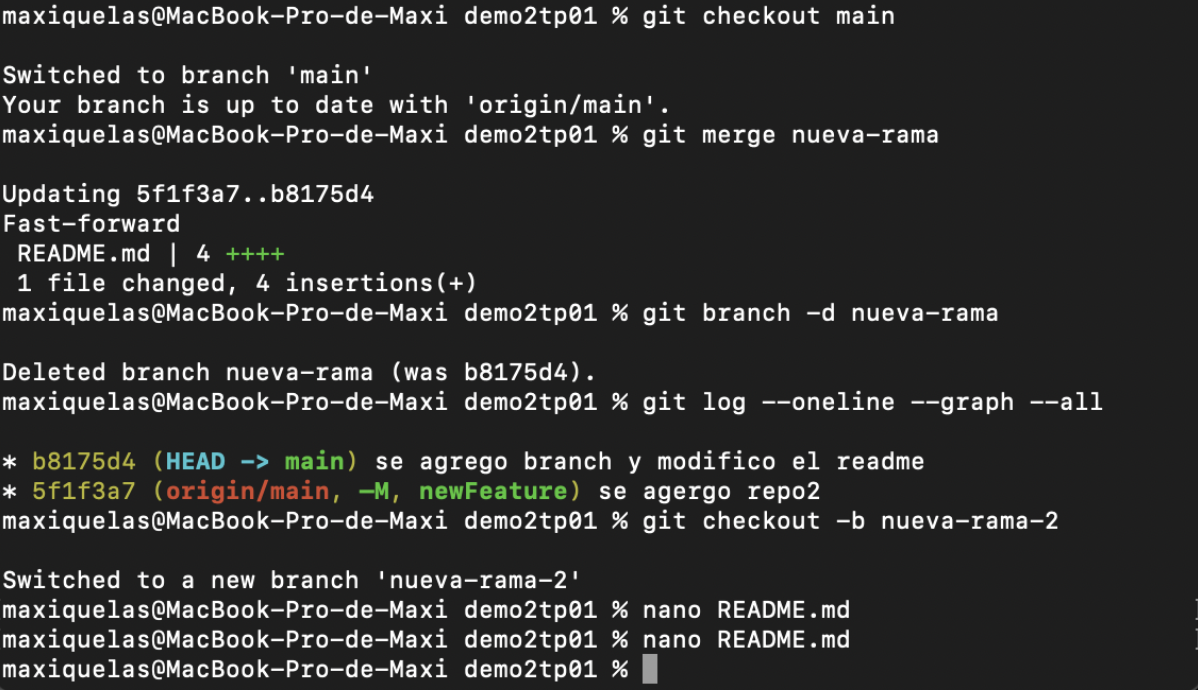 maxiquelas@MacBook-Pro-de-Maxi demo2tp01 % git checkout main
Switched to branch 'main'
Your branch is up to date with 'origin/main'.
maxiquelas@MacBook-Pro-de-Maxi demo2tp01 % git merge nueva-rama
Updating 5f1f3a7..b8175d4
Fast-forward
 README.md | 4 ++++
 1 file changed, 4 insertions(+)
maxiquelas@MacBook-Pro-de-Maxi demo2tp01 % git branch -d nueva-rama
Deleted branch nueva-rama (was b8175d4).
maxiquelas@MacBook-Pro-de-Maxi demo2tp01 % git log --oneline --graph --all
* b8175d4 (HEAD -> main) se agrego branch y modifico el readme
* 5f1f3a7 (origin/main, —M, newFeature) se agergo repo2
maxiquelas@MacBook-Pro-de-Maxi demo2tp01 % git checkout -b nueva-rama-2
Switched to a new branch 'nueva-rama-2'
maxiquelas@MacBook-Pro-de-Maxi demo2tp01 % nano README.md
maxiquelas@MacBook-Pro-de-Maxi demo2tp01 % nano README.md
maxiquelas@MacBook-Pro-de-Maxi demo2tp01 %